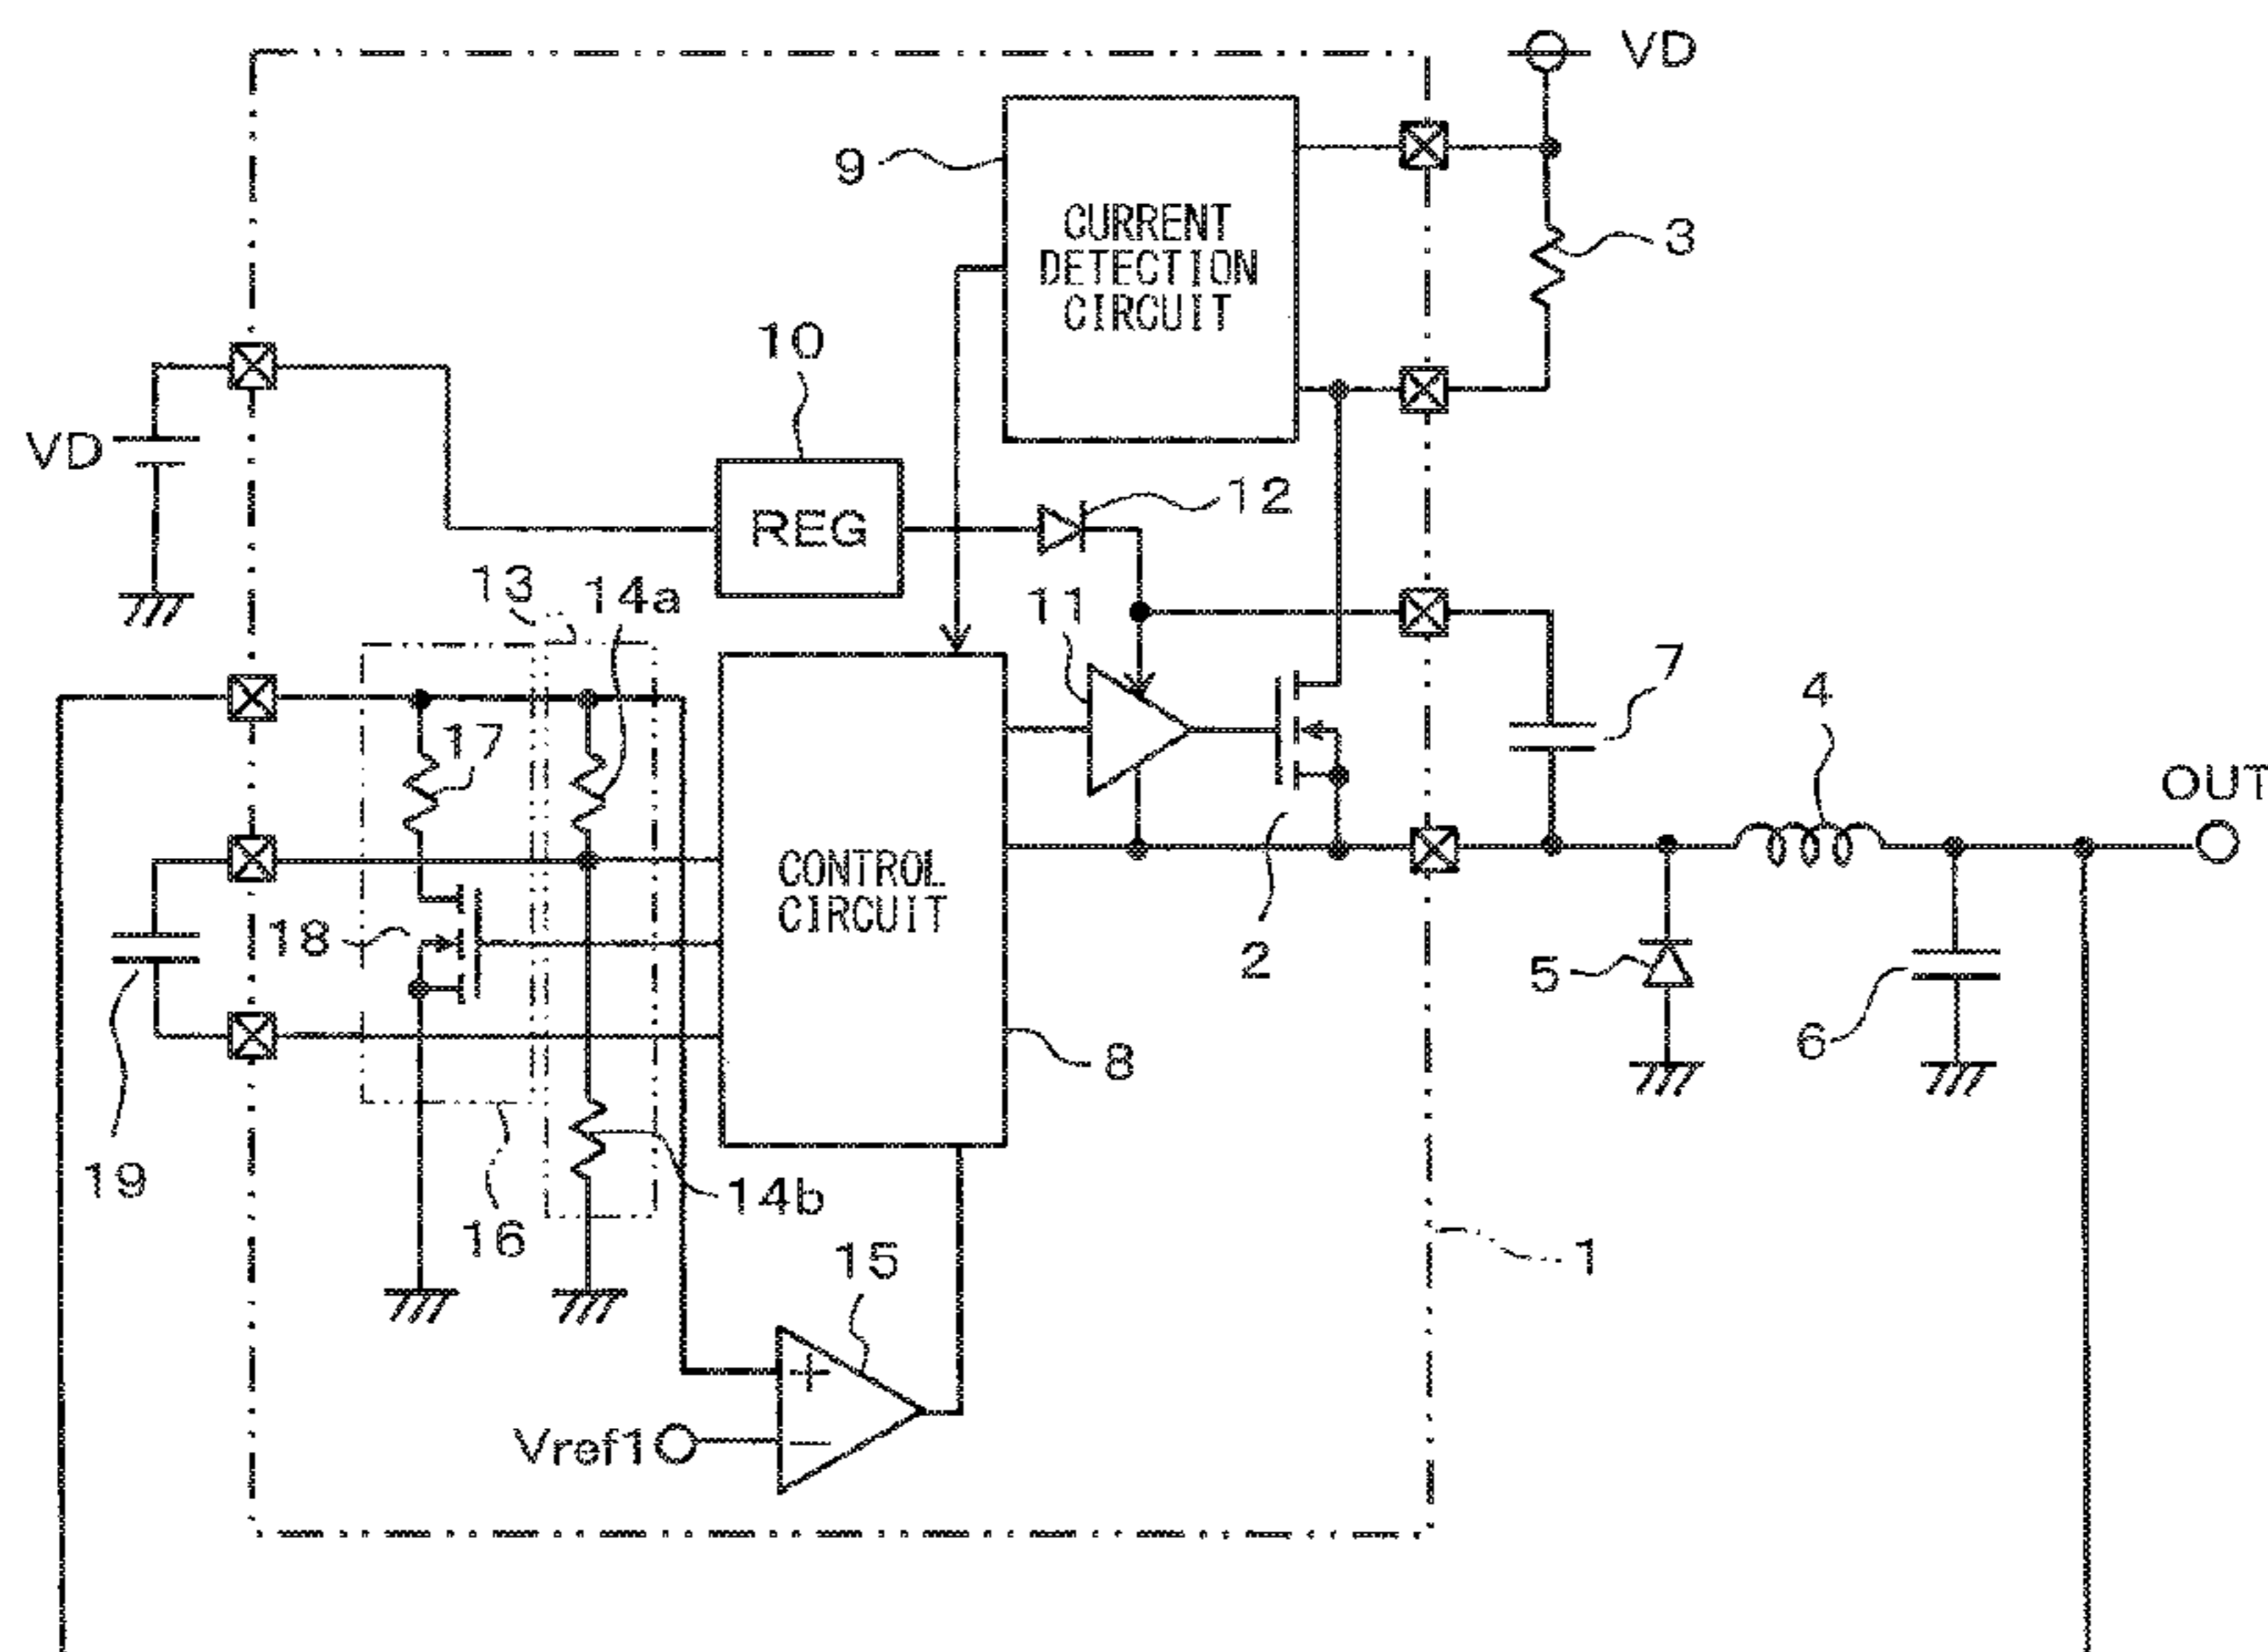 VD
9
CURRENT
DETECTION
CIRCUIT
3
10
VD
REG
12
13
14a
11
7
4
17
OUT
CONTROL
CIRCUIT
18
2
5
6
8
19
14b
16
15
1
+
Vref1
−